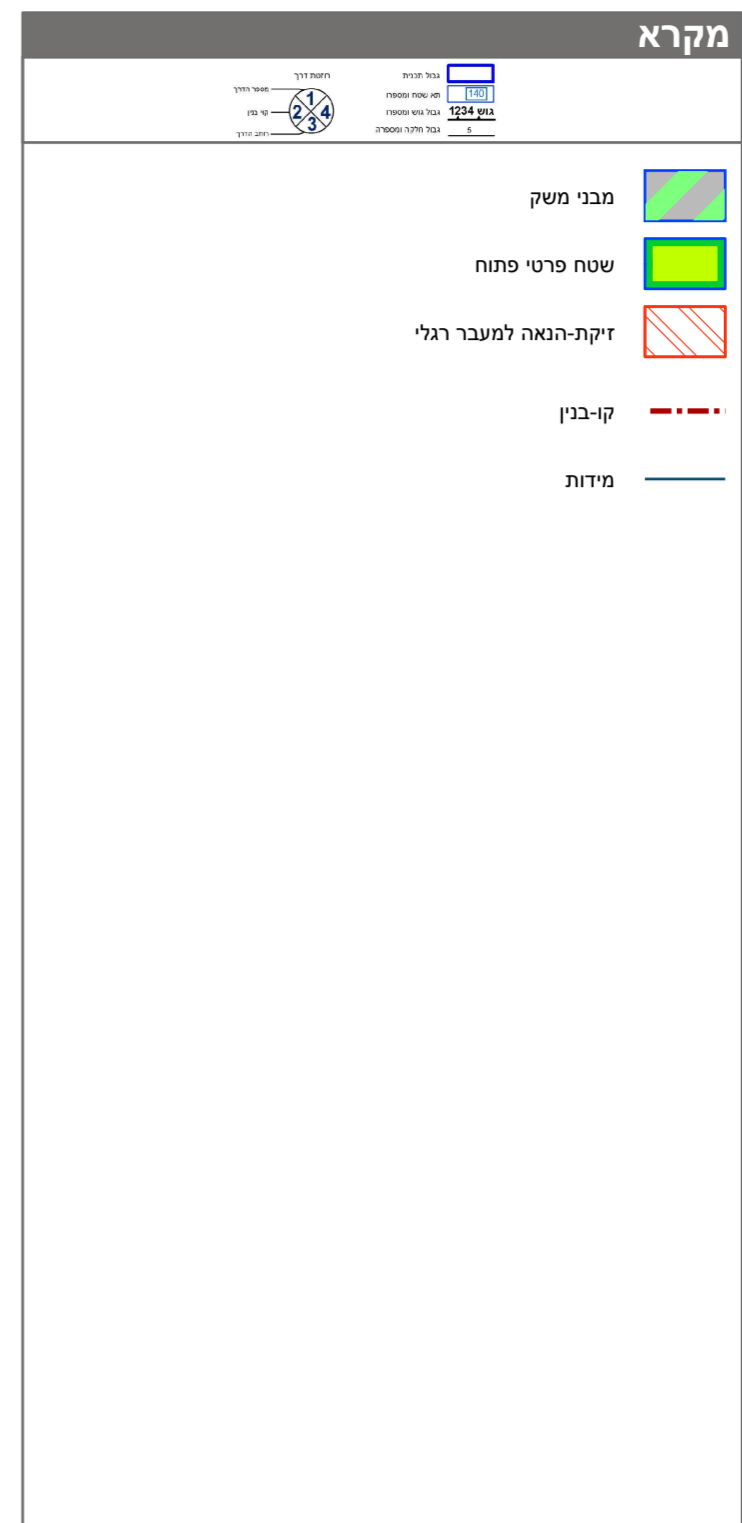 מקרא
גבול תכנית
תא שטח ומספרו 140
גבול גוש ומספרו גוש 1234
גבול חלקה ומספרה 5
רוזטת דרך
מספר הדרך
קוי בנין
רוחב הדרך
1
2 4
3
מבני משק
שטח פרטי פתוח
זיקת-הנאה למעבר רגלי
קו-בנין
מידות